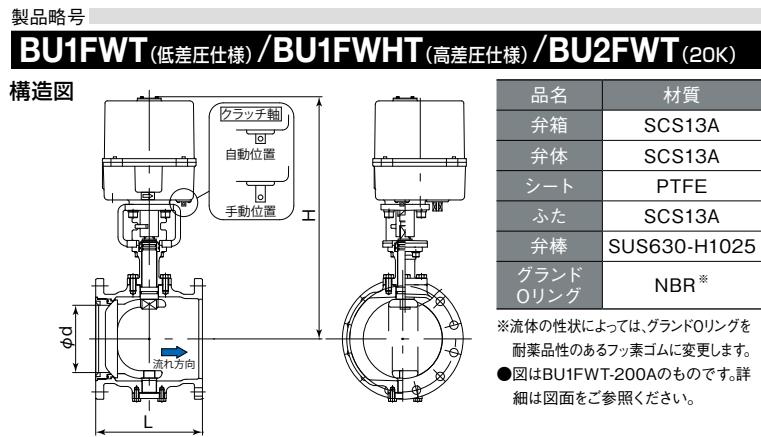 製品略号
BU1FWT(低差圧仕様)/BU1FWHT(高差圧仕様)/BU2FWT(20K)
構造図
クラッチ軸
自動位置
手動位置
H
φd
流れ方向
L
品名 材質
弁箱 SCS13A
弁体 SCS13A
シート PTFE
ふた SCS13A
弁棒 SUS630-H1025
グランド
Oリング NBR※
※流体の性状によっては、グランドOリングを
耐薬品性のあるフッ素ゴムに変更します。
●図はBU1FWT-200Aのものです。詳
細は図面をご参照ください。